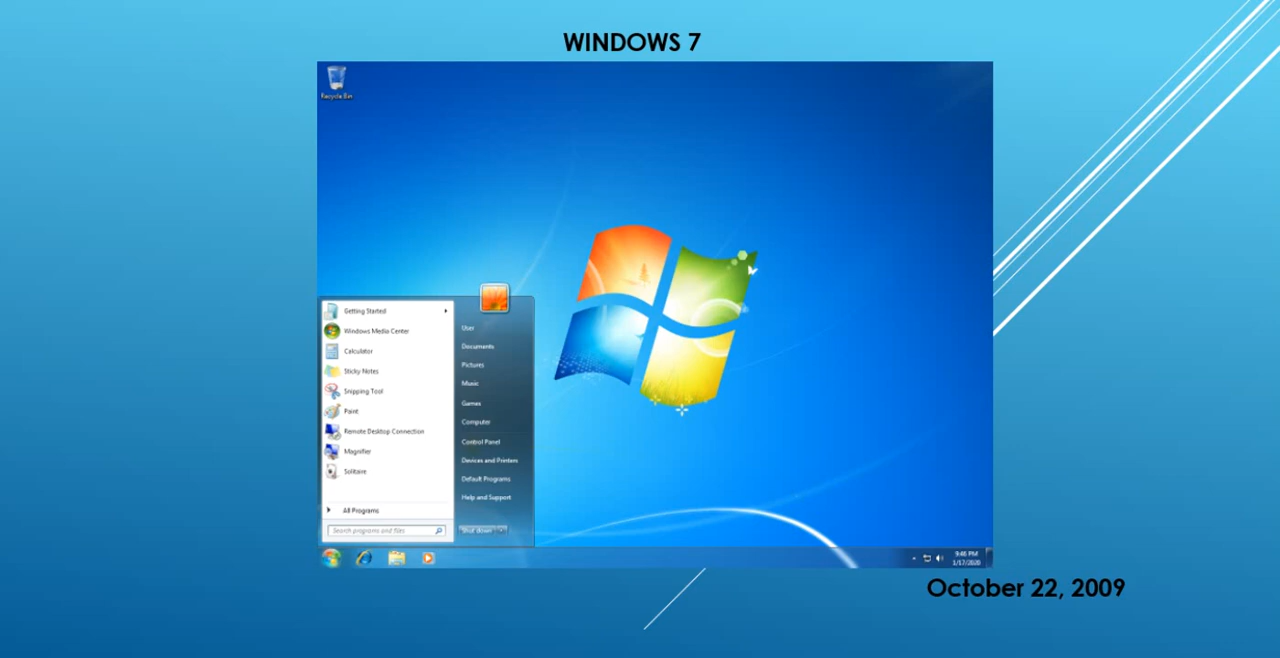 WINDOWS 7
Recycle Bin
Getting Started
Windows Media Center
Calculator
Sticky Notes
Snipping Tool
Paint
Remote Desktop Connection
Magnifier
Solitaire
All Programs
Search programs and files
User
Documents
Pictures
Music
Games
Computer
Control Panel
Devices and Printers
Default Programs
Help and Support
Shut down
9:46 PM
1/17/2020
October 22, 2009